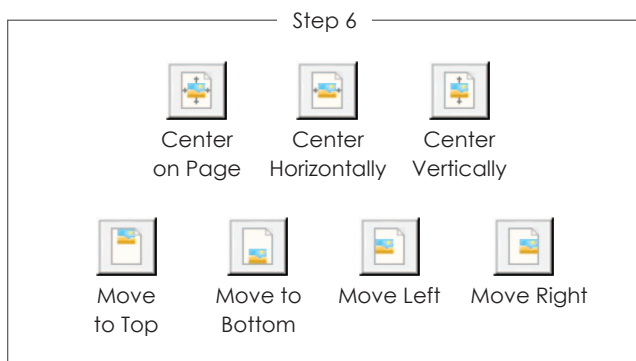 Step 6
Center on Page
Center Horizontally
Center Vertically
Move to Top
Move to Bottom
Move Left
Move Right